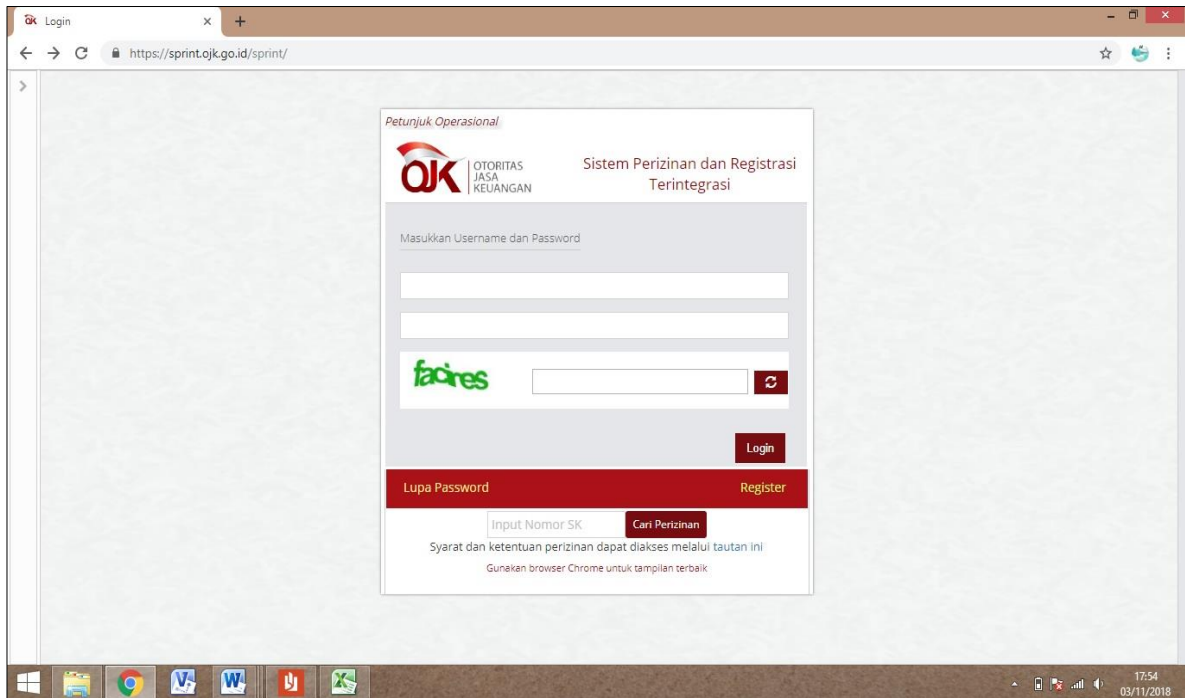 Login
https://sprint.ojk.go.id/sprint/
Petunjuk Operasional
OJK OTORITAS JASA KEUANGAN
Sistem Perizinan dan Registrasi
Terintegrasi
Masukkan Username dan Password
facires
Login
Lupa Password Register
Input Nomor SK Cari Perizinan
Syarat dan ketentuan perizinan dapat diakses melalui tautan ini
Gunakan browser Chrome untuk tampilan terbaik
17:54
03/11/2018